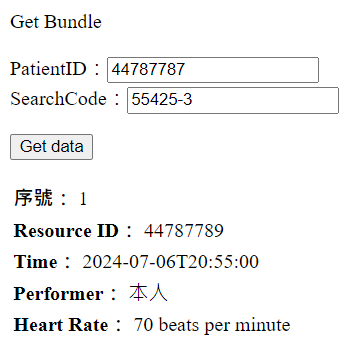 Get Bundle
PatientID：44787787
SearchCode：55425-3
Get data
序號： 1
Resource ID： 44787789
Time： 2024-07-06T20:55:00
Performer： 本人
Heart Rate： 70 beats per minute